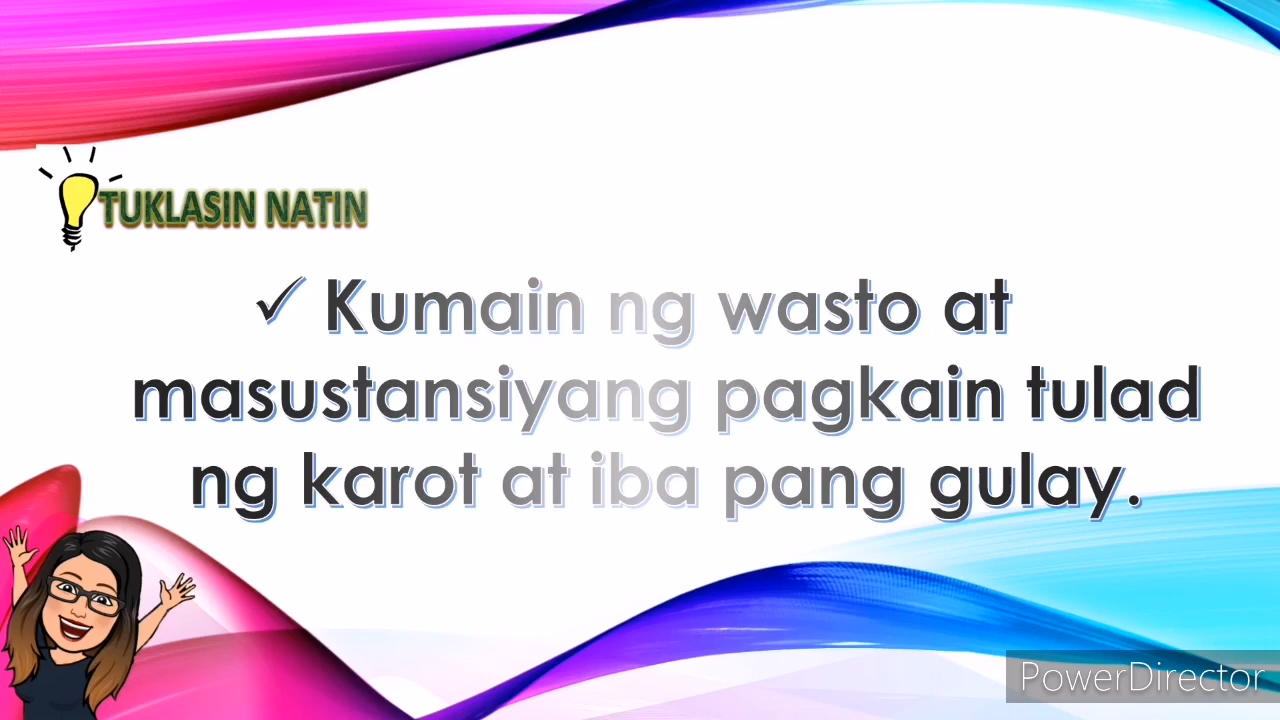 TUKLASIN NATIN
✓ Kumain ng wasto at
masustansiyang pagkain tulad
ng karot at iba pang gulay.
PowerDirector